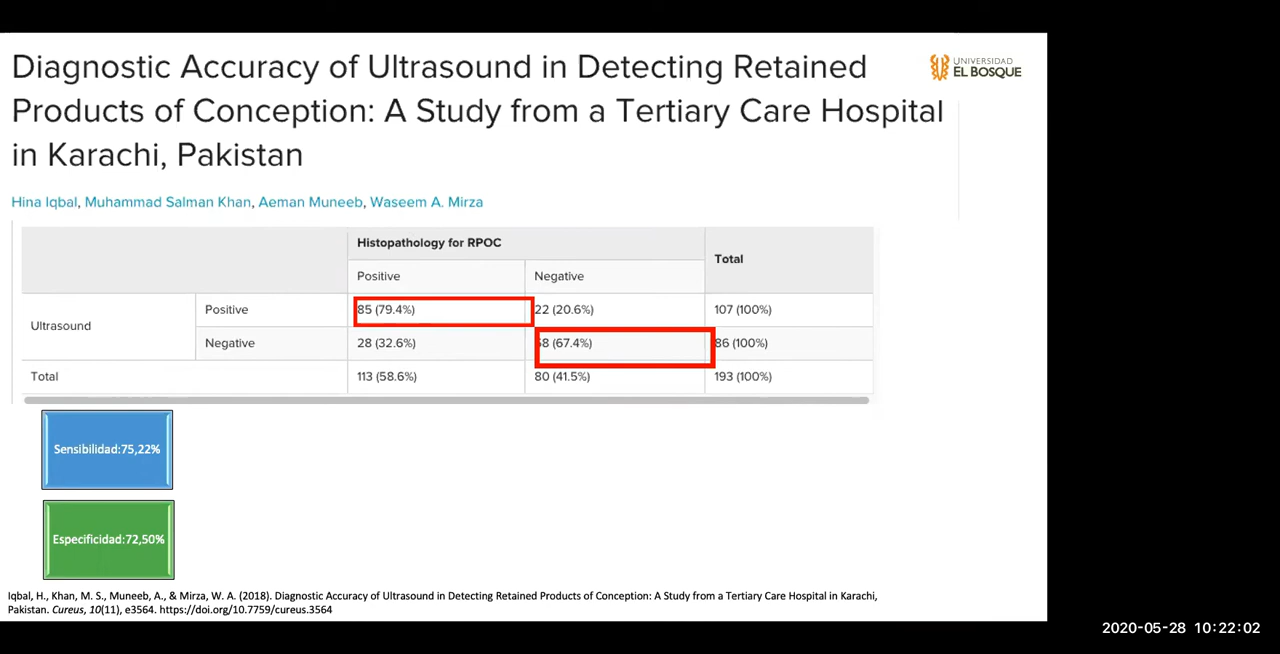 Diagnostic Accuracy of Ultrasound in Detecting Retained
Products of Conception: A Study from a Tertiary Care Hospital
in Karachi, Pakistan
UNIVERSIDAD
EL BOSQUE
Hina Iqbal, Muhammad Salman Khan, Aeman Muneeb, Waseem A. Mirza
Histopathology for RPOC
Total
Positive
Negative
Ultrasound
Positive
85 (79.4%)
22 (20.6%)
107 (100%)
Negative
28 (32.6%)
58 (67.4%)
86 (100%)
Total
113 (58.6%)
80 (41.5%)
193 (100%)
Sensibilidad:75,22%
Especificidad:72,50%
Iqbal, H., Khan, M. S., Muneeb, A., & Mirza, W. A. (2018). Diagnostic Accuracy of Ultrasound in Detecting Retained Products of Conception: A Study from a Tertiary Care Hospital in Karachi,
Pakistan. Cureus, 10(11), e3564. https://doi.org/10.7759/cureus.3564
2020-05-28 10:22:02